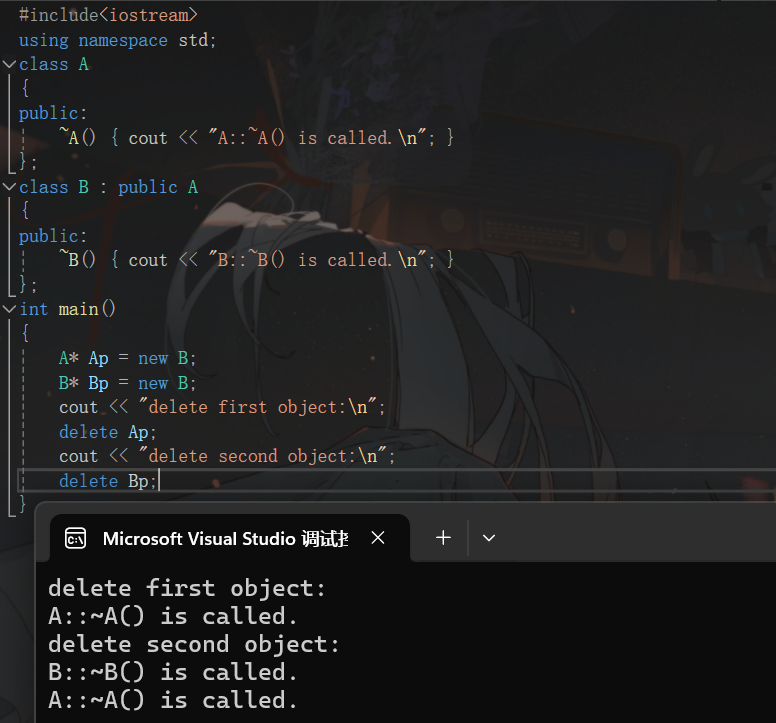 #include<iostream>
using namespace std;
class A
{
public:
    ~A() { cout << "A::~A() is called.\n"; }
};
class B : public A
{
public:
    ~B() { cout << "B::~B() is called.\n"; }
};
int main()
{
    A* Ap = new B;
    B* Bp = new B;
    cout << "delete first object:\n";
    delete Ap;
    cout << "delete second object:\n";
    delete Bp;
}
Microsoft Visual Studio 调试
delete first object:
A::~A() is called.
delete second object:
B::~B() is called.
A::~A() is called.